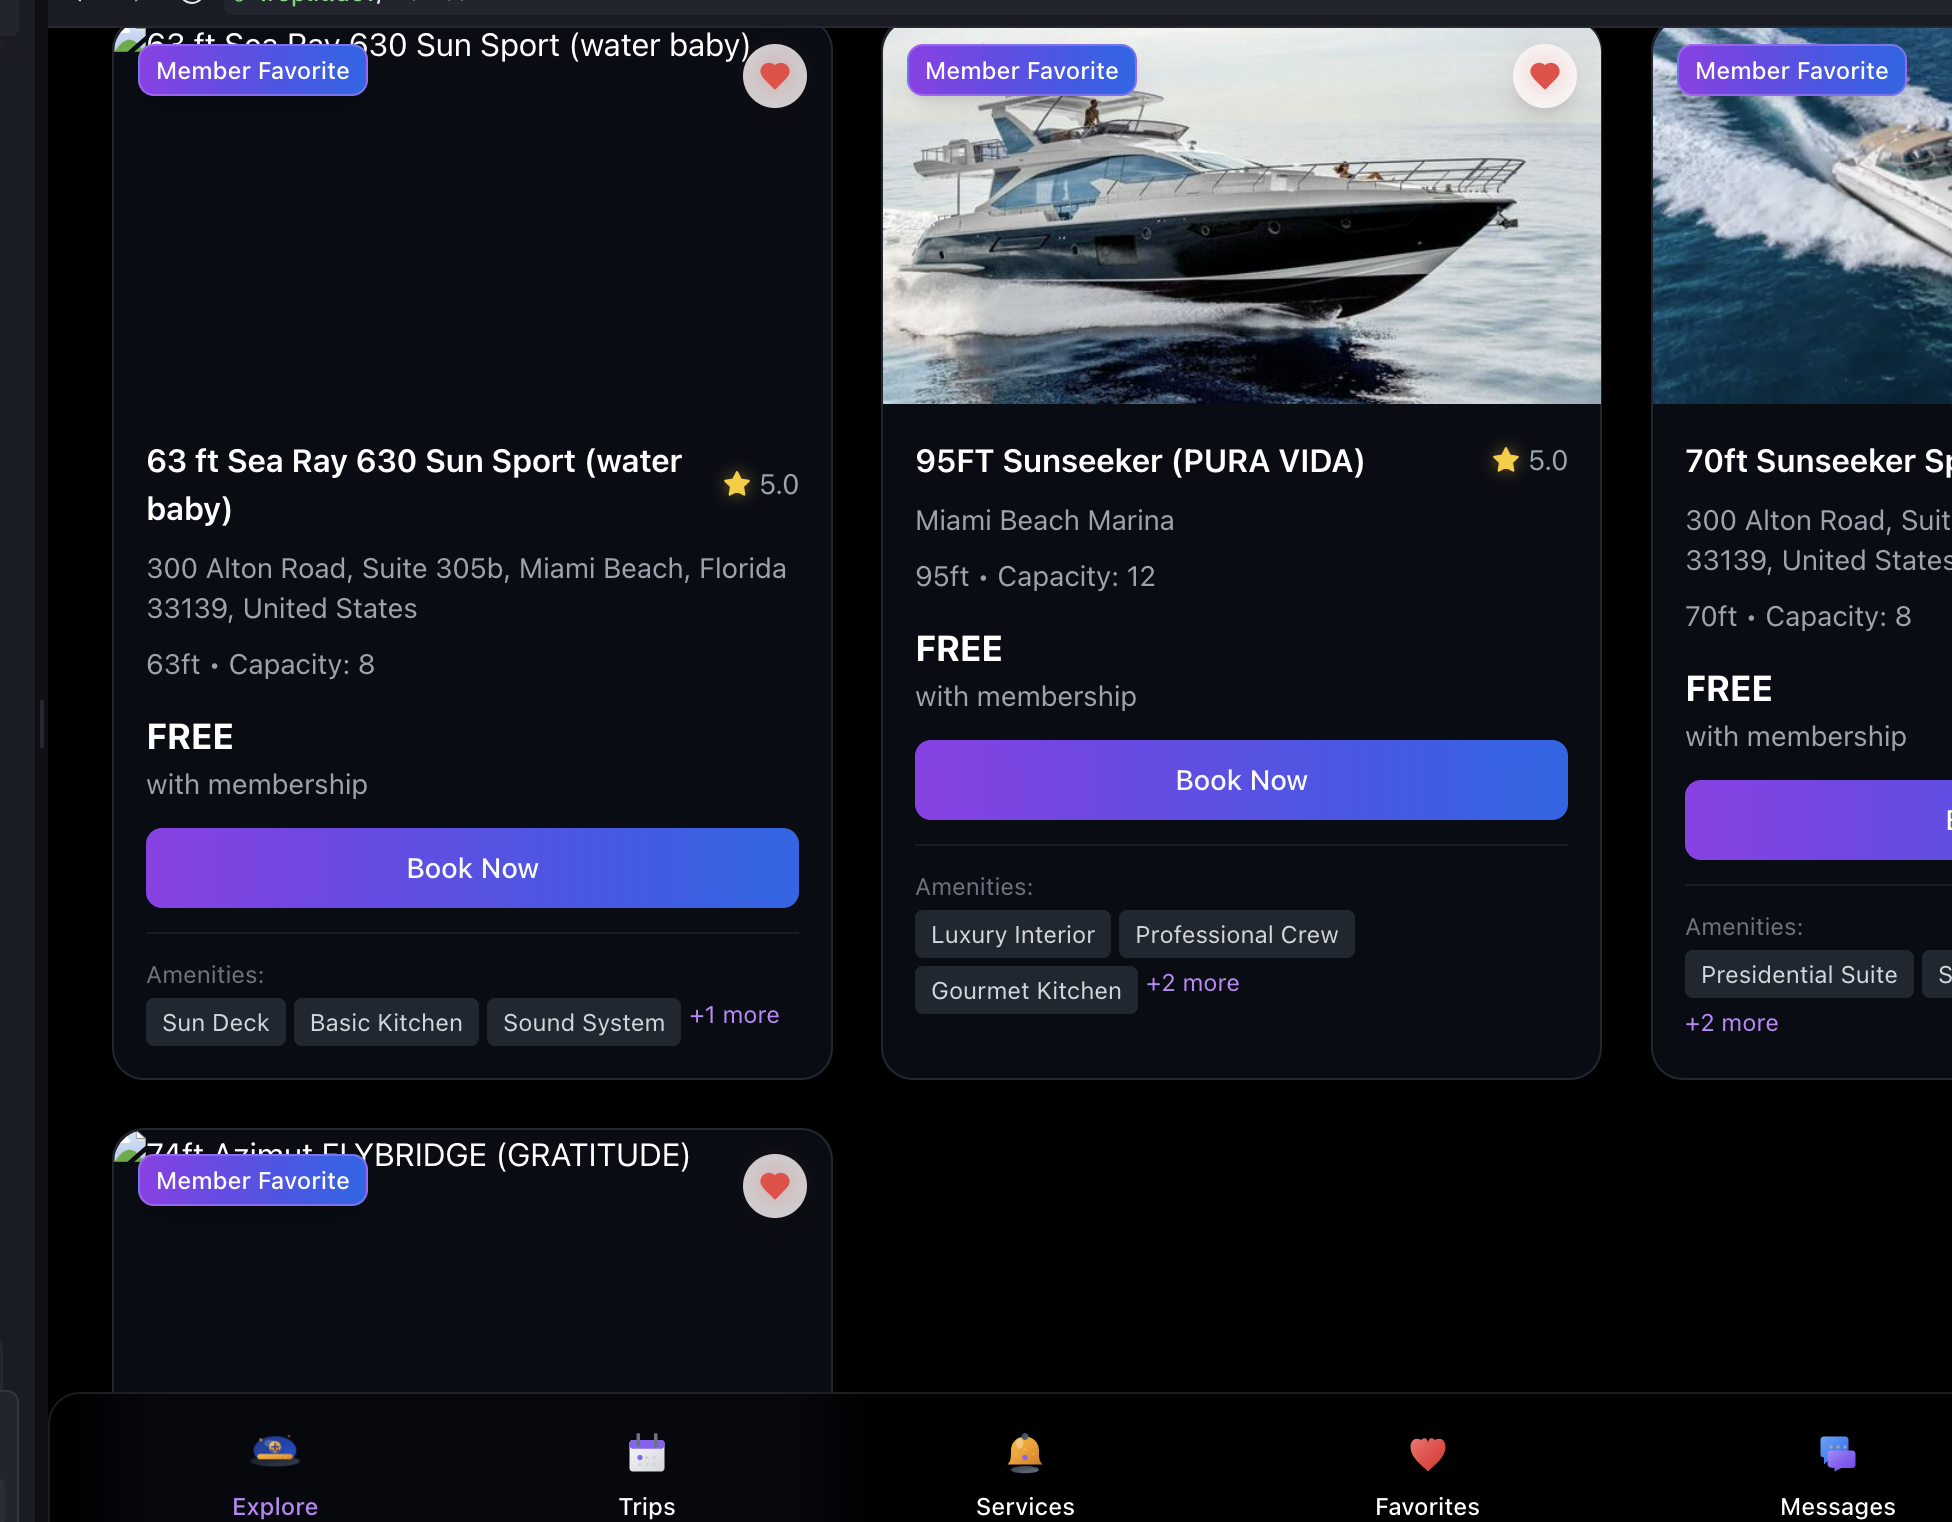 63 ft Sea Ray 630 Sun Sport (water baby)
Member Favorite
63 ft Sea Ray 630 Sun Sport (water
baby)
5.0
300 Alton Road, Suite 305b, Miami Beach, Florida
33139, United States
63ft • Capacity: 8
FREE
with membership
Book Now
Amenities:
Sun Deck
Basic Kitchen
Sound System
+1 more
Member Favorite
95FT Sunseeker (PURA VIDA)
5.0
Miami Beach Marina
95ft • Capacity: 12
FREE
with membership
Book Now
Amenities:
Luxury Interior
Professional Crew
Gourmet Kitchen
+2 more
Member Favorite
70ft Sunseeker
300 Alton Road,
33139, United States
70ft • Capacity: 8
FREE
with membership
Amenities:
Presidential Suite
+2 more
74ft Azimut FLYBRIDGE (GRATITUDE)
Member Favorite
Explore
Trips
Services
Favorites
Messages